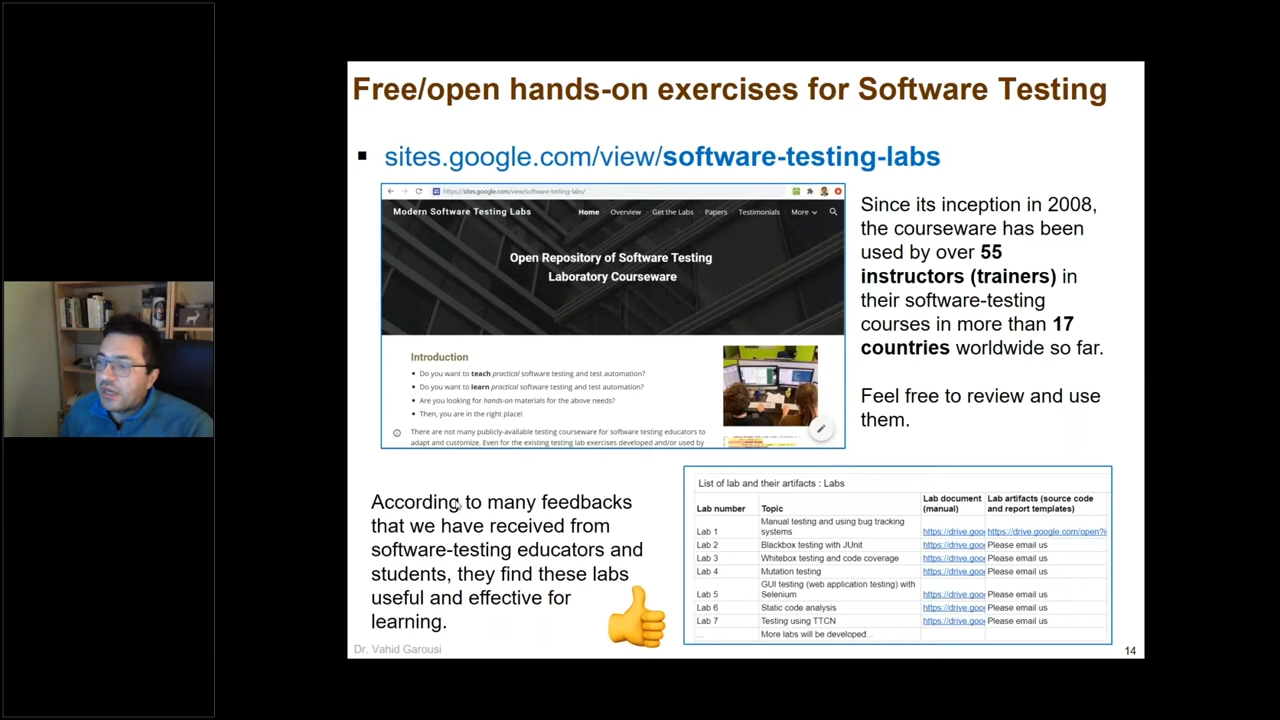 Free/open hands-on exercises for Software Testing
▪ sites.google.com/view/software-testing-labs
https://sites.google.com/view/software-testing-labs/
Modern Software Testing Labs Home Overview Get the Labs Papers Testimonials More
Open Repository of Software Testing
Laboratory Courseware
Introduction
• Do you want to teach practical software testing and test automation?
• Do you want to learn practical software testing and test automation?
• Are you looking for hands-on materials for the above needs?
• Then, you are in the right place!
There are not many publicly-available testing courseware for software testing educators to
adapt and customize. Even for the existing testing lab exercises developed and/or used by
Since its inception in 2008,
the courseware has been
used by over 55
instructors (trainers) in
their software-testing
courses in more than 17
countries worldwide so far.
Feel free to review and use
them.
According to many feedbacks
that we have received from
software-testing educators and
students, they find these labs
useful and effective for
learning.
List of lab and their artifacts : Labs
Lab number Topic Lab document (manual) Lab artifacts (source code and report templates)
Lab 1 Manual testing and using bug tracking systems https://drive.goo https://drive.google.com/open?i
Lab 2 Blackbox testing with JUnit https://drive.goo Please email us
Lab 3 Whitebox testing and code coverage https://drive.goo Please email us
Lab 4 Mutation testing https://drive.goo Please email us
Lab 5 GUI testing (web application testing) with Selenium https://drive.goo Please email us
Lab 6 Static code analysis https://drive.goo Please email us
Lab 7 Testing using TTCN https://drive.goo Please email us
... More labs will be developed...
Dr. Vahid Garousi
14